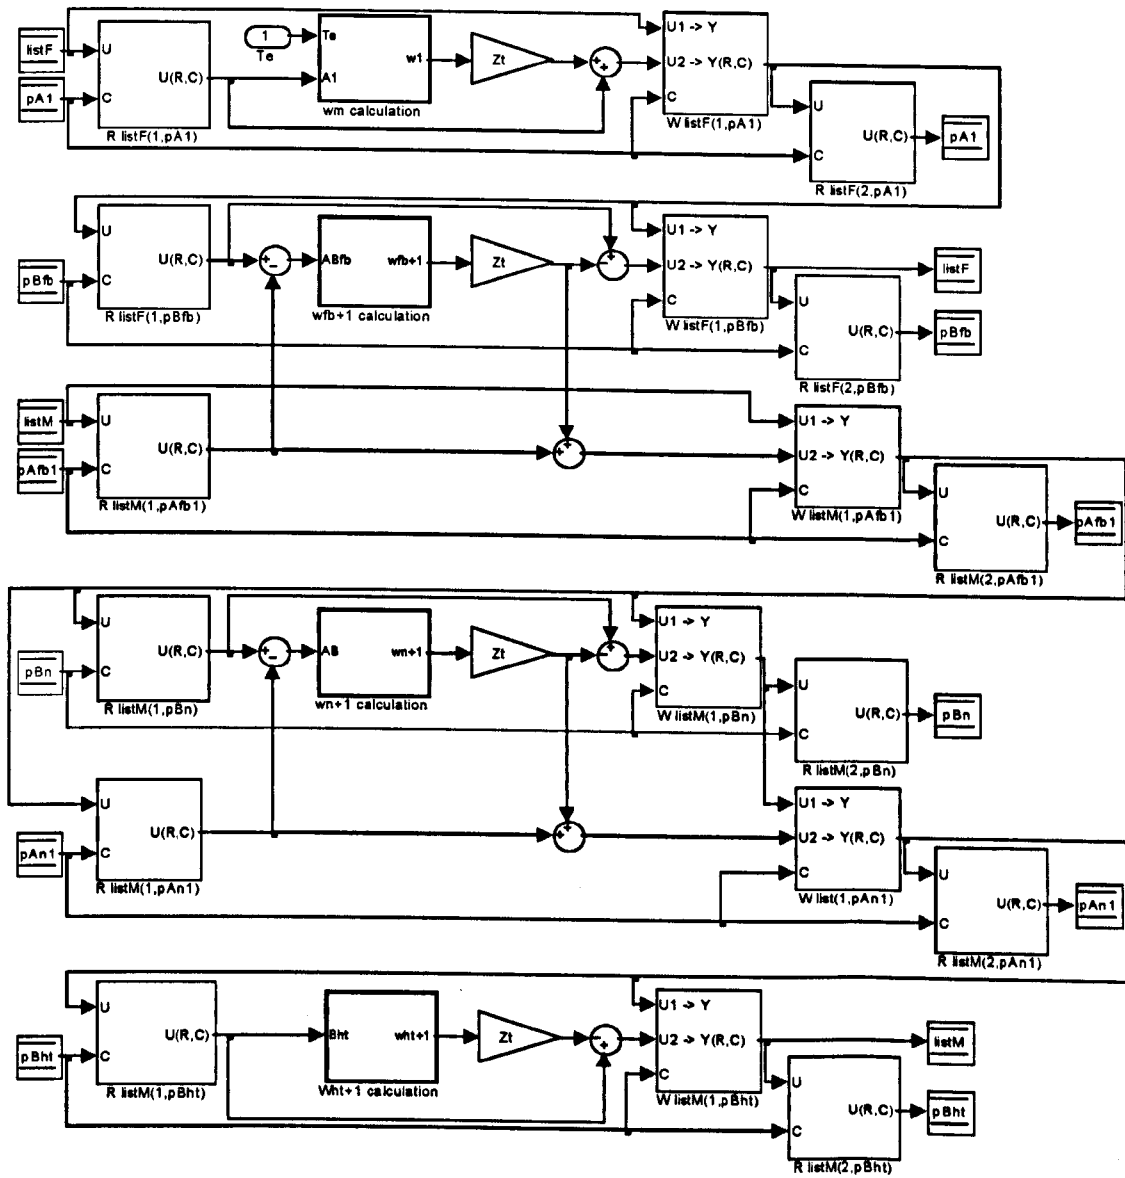 listF
U
U(R,C)
pA1
C
R listF(1,pA1)
1
Te
Te
w1
A1
wm calculation
Zt
+
+
U1 -> Y
U2 -> Y(R,C)
C
W listF(1,pA1)
U
U(R,C)
C
R listF(2,pA1)
pA1
U
U(R,C)
pBfb
C
R listF(1,pBfb)
+
−
ABfb
wfb+1
wfb+1 calculation
Zt
+
−
U1 -> Y
U2 -> Y(R,C)
C
W listF(1,pBfb)
listF
U
U(R,C)
C
R listF(2,pBfb)
pBfb
listM
U
U(R,C)
pAfb1
C
R listM(1,pAfb1)
+
+
U1 -> Y
U2 -> Y(R,C)
C
W listM(1,pAfb1)
U
U(R,C)
C
R listM(2,pAfb1)
pAfb1
U
U(R,C)
pBn
C
R listM(1,pBn)
+
−
AB
wn+1
wn+1 calculation
Zt
+
−
U1 -> Y
U2 -> Y(R,C)
C
W listM(1,pBn)
U
U(R,C)
C
R listM(2,pBn)
pBn
U
U(R,C)
pAn1
C
R listM(1,pAn1)
+
+
U1 -> Y
U2 -> Y(R,C)
C
W list(1,pAn1)
U
U(R,C)
C
R listM(2,pAn1)
pAn1
U
U(R,C)
pBht
C
R listM(1,pBht)
Bht
wht+1
Wht+1 calculation
Zt
−
+
U1 -> Y
U2 -> Y(R,C)
C
W listM(1,pBht)
listM
U
U(R,C)
C
R listM(2,pBht)
pBht